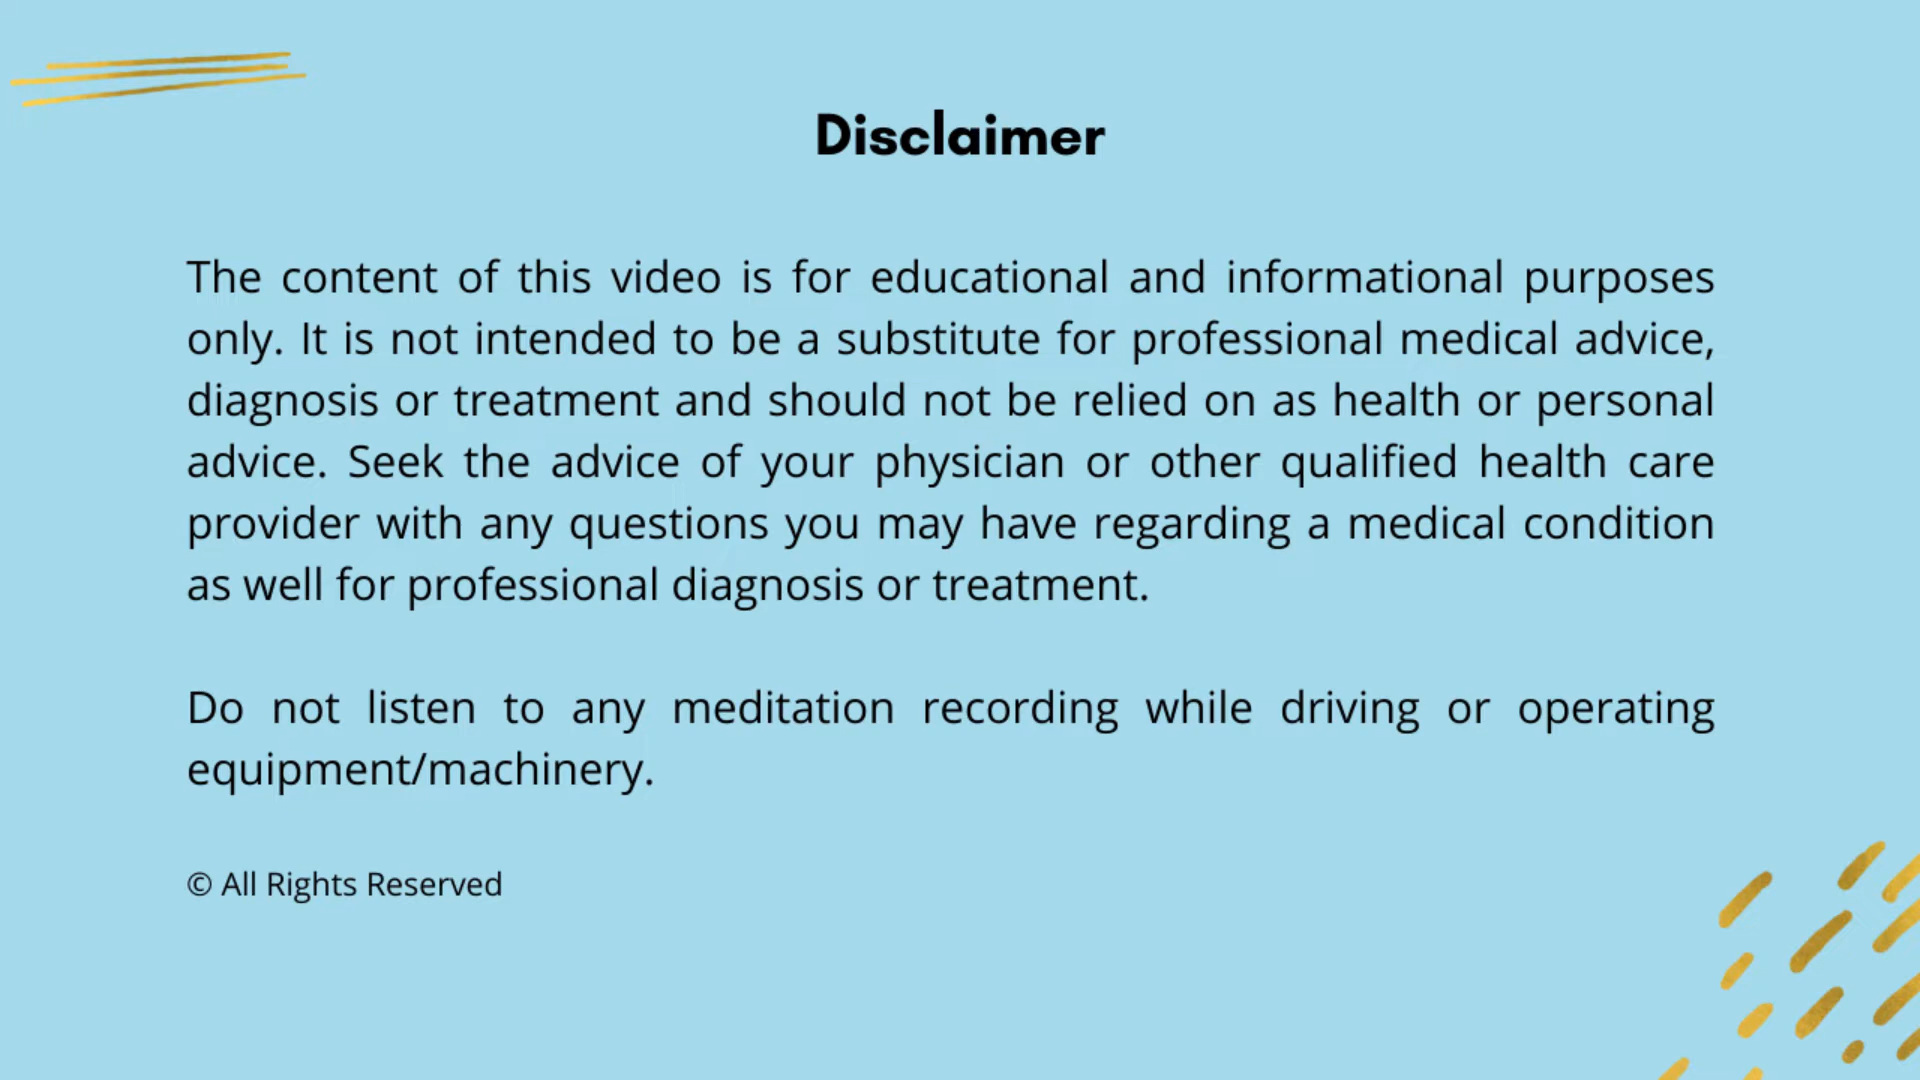 Disclaimer
The content of this video is for educational and informational purposes
only. It is not intended to be a substitute for professional medical advice,
diagnosis or treatment and should not be relied on as health or personal
advice. Seek the advice of your physician or other qualified health care
provider with any questions you may have regarding a medical condition
as well for professional diagnosis or treatment.
Do not listen to any meditation recording while driving or operating
equipment/machinery.
© All Rights Reserved